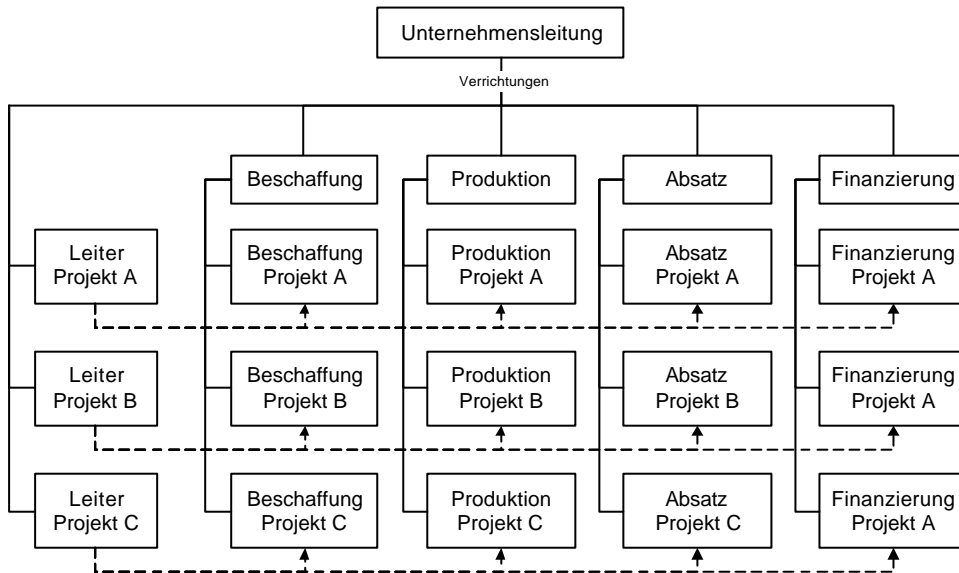 Unternehmensleitung
Verrichtungen
Beschaffung
Produktion
Absatz
Finanzierung
Leiter
Projekt A
Beschaffung
Projekt A
Produktion
Projekt A
Absatz
Projekt A
Finanzierung
Projekt A
Leiter
Projekt B
Beschaffung
Projekt B
Produktion
Projekt B
Absatz
Projekt B
Finanzierung
Projekt A
Leiter
Projekt C
Beschaffung
Projekt C
Produktion
Projekt C
Absatz
Projekt C
Finanzierung
Projekt A